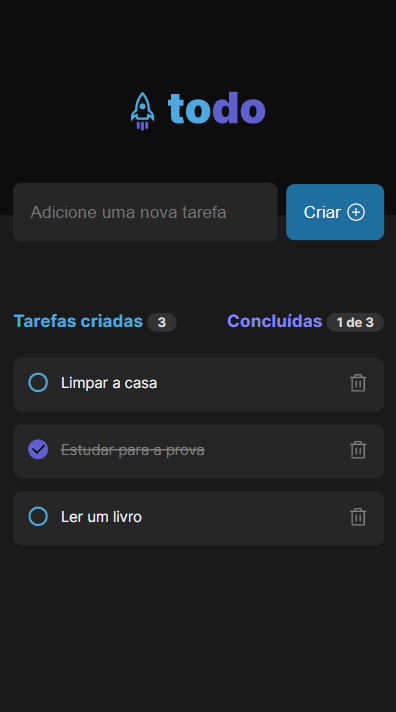 todo
Adicione uma nova tarefa
Criar
Tarefas criadas 3
Concluídas 1 de 3
Limpar a casa
Estudar para a prova
Ler um livro